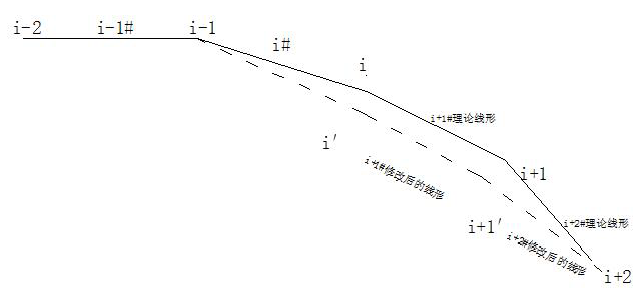 i-2
i-1#
i-1
i#
i
i+1#理论线形
i′
i+1#修改后的线形
i+1
i+2#理论线形
i+1′
i+2#修改后的线形
i+2